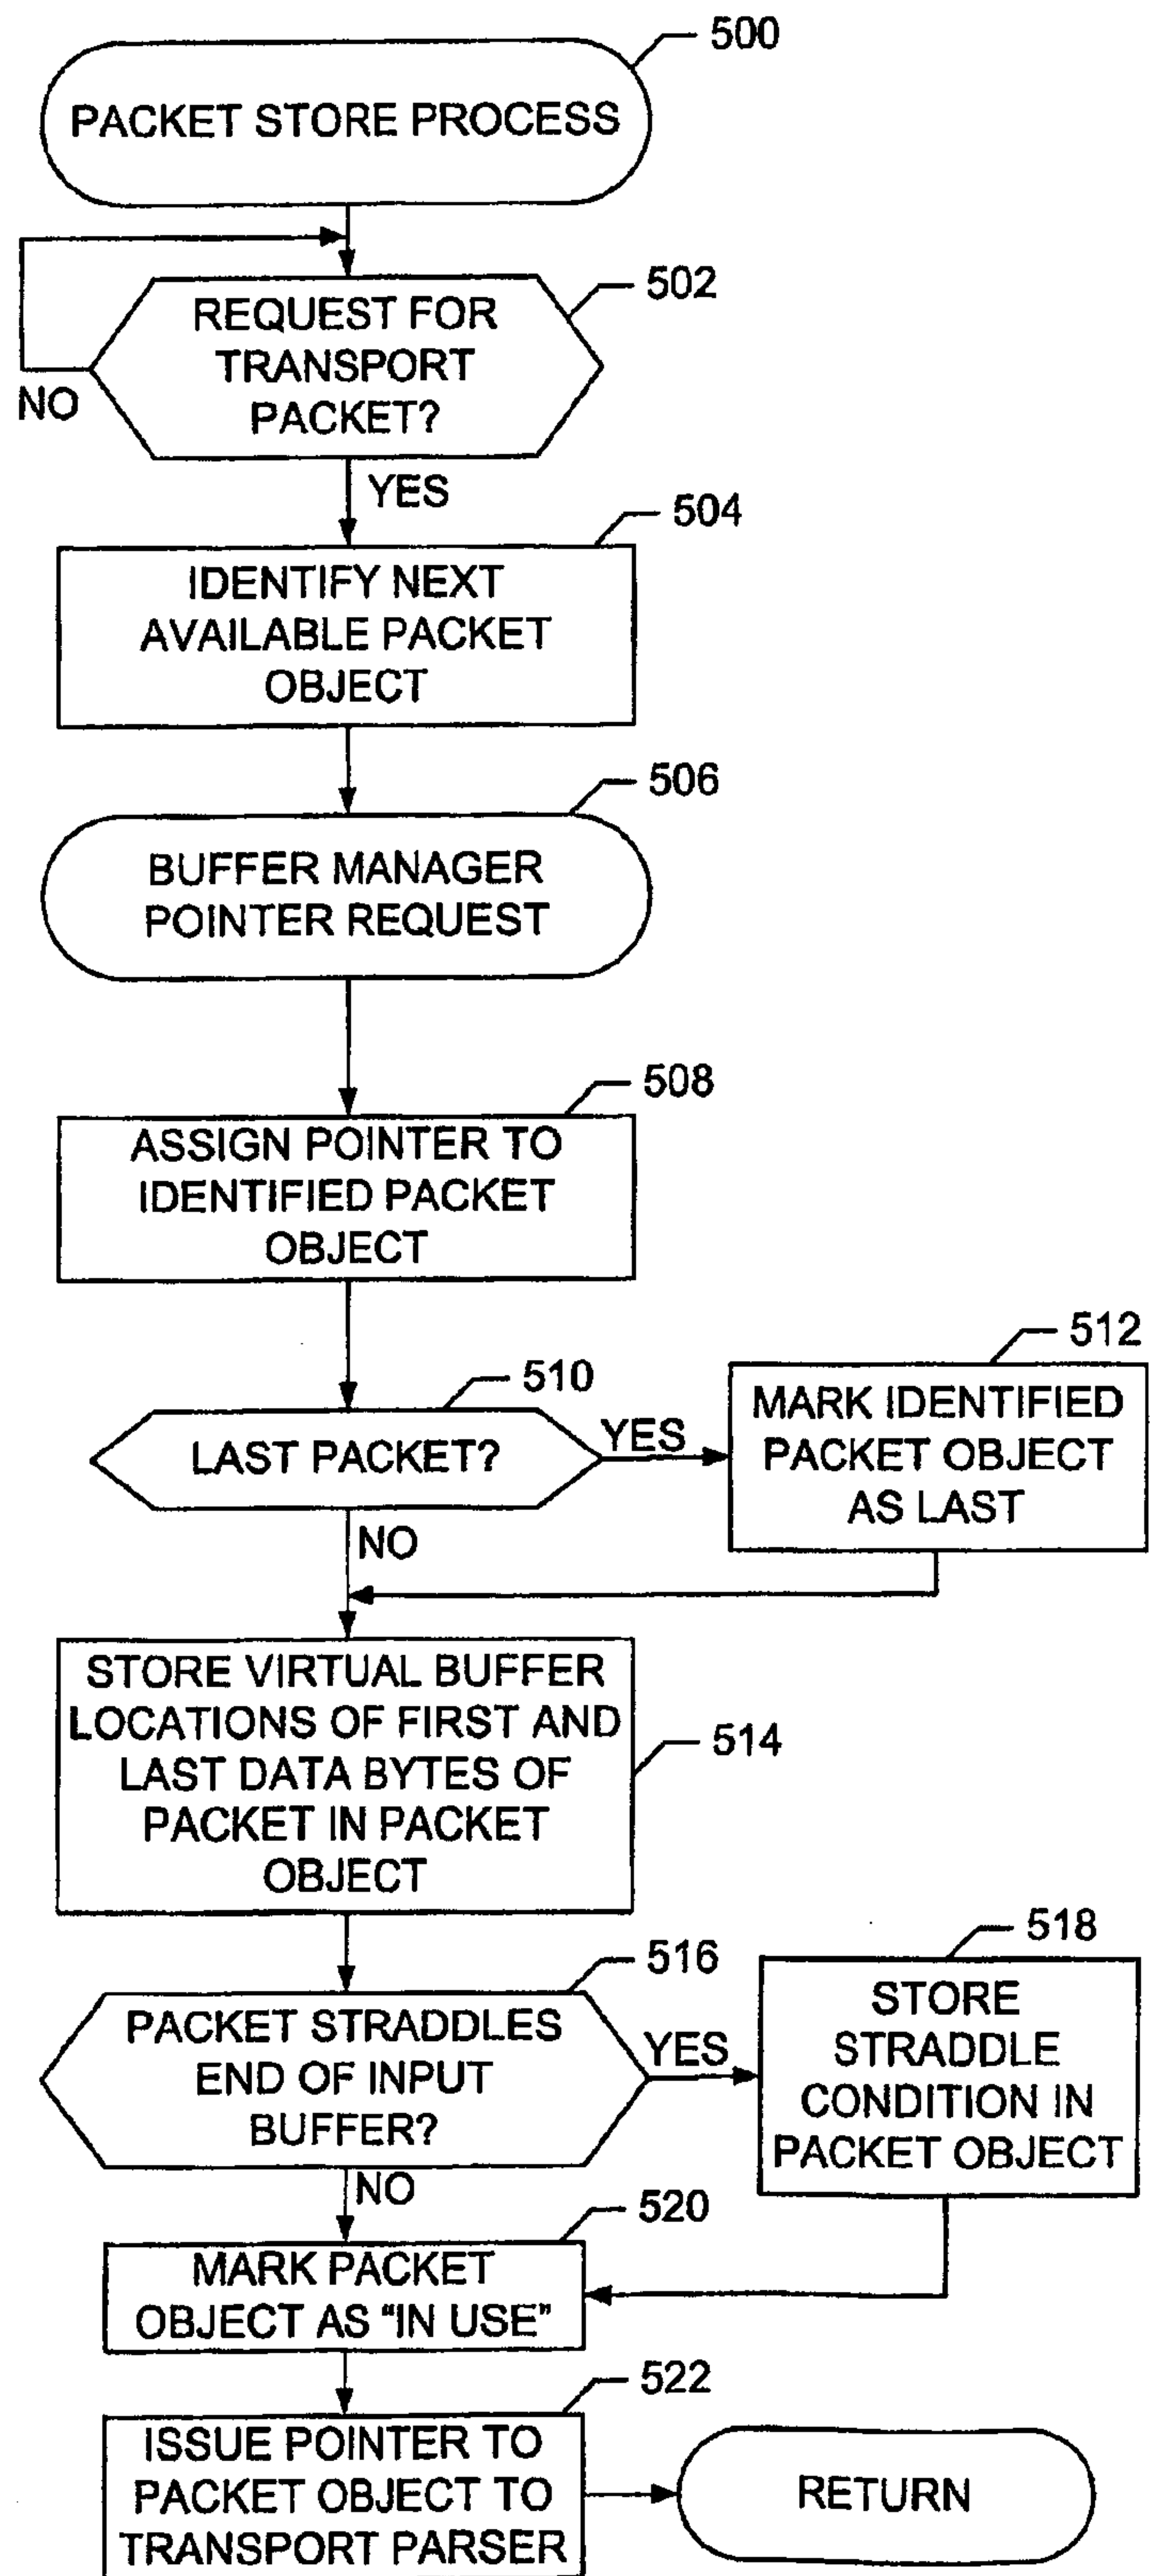 500
PACKET STORE PROCESS
502
REQUEST FOR
TRANSPORT
PACKET?
NO
YES
504
IDENTIFY NEXT
AVAILABLE PACKET
OBJECT
506
BUFFER MANAGER
POINTER REQUEST
508
ASSIGN POINTER TO
IDENTIFIED PACKET
OBJECT
510
LAST PACKET?
YES
512
MARK IDENTIFIED
PACKET OBJECT
AS LAST
NO
STORE VIRTUAL BUFFER
LOCATIONS OF FIRST AND
LAST DATA BYTES OF
PACKET IN PACKET
OBJECT
514
516
PACKET STRADDLES
END OF INPUT
BUFFER?
YES
518
STORE
STRADDLE
CONDITION IN
PACKET OBJECT
NO
520
MARK PACKET
OBJECT AS “IN USE”
522
ISSUE POINTER TO
PACKET OBJECT TO
TRANSPORT PARSER
RETURN